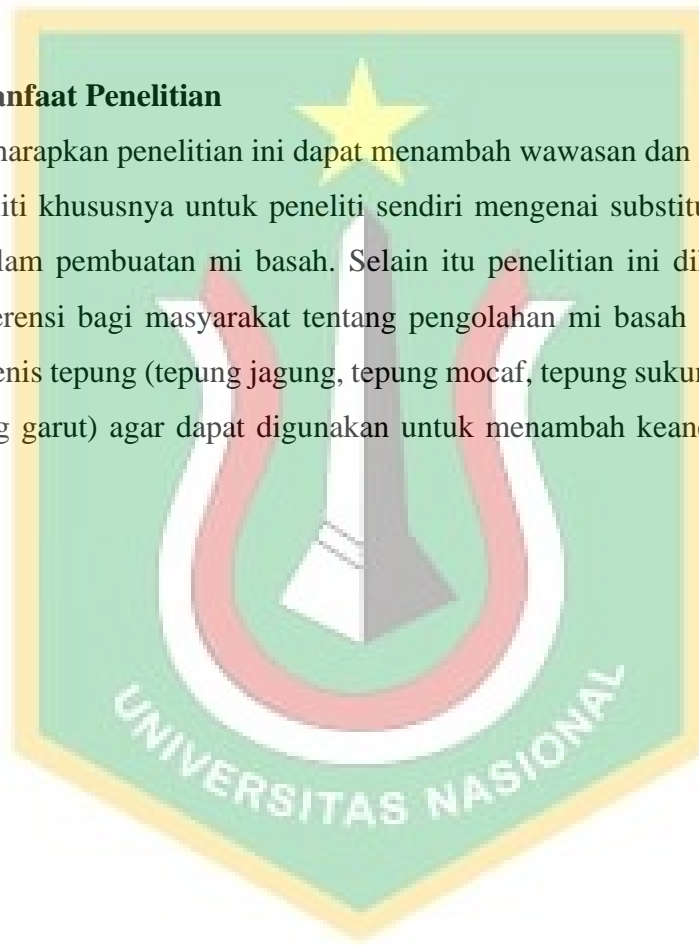 anfaat Penelitian
harapkan penelitian ini dapat menambah wawasan dan
iti khususnya untuk peneliti sendiri mengenai substitu
lam pembuatan mi basah. Selain itu penelitian ini di
erensi bagi masyarakat tentang pengolahan mi basah
enis tepung (tepung jagung, tepung mocaf, tepung sukun
g garut) agar dapat digunakan untuk menambah kean
UNIVERSITAS NASIONAL